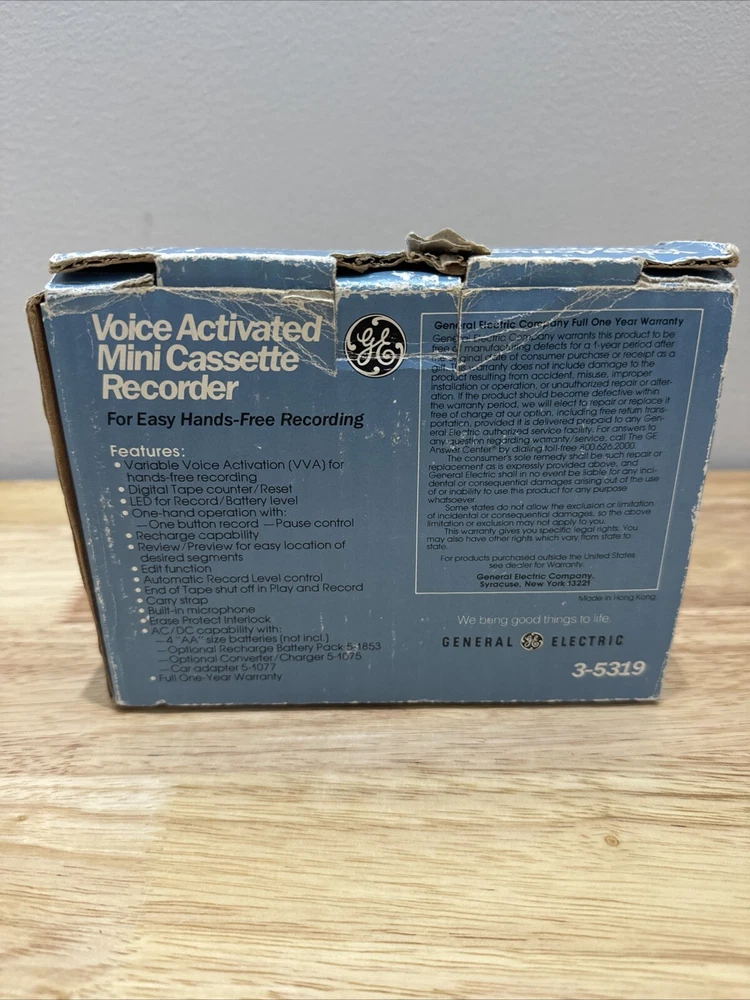 Voice Activated
Mini Cassette
Recorder
For Easy Hands-Free Recording
Features:
• Variable Voice Activation (VVA) for
hands-free recording
• Digital Tape counter/Reset
• LED for Record/Battery level
• One-hand operation with:
—One button record —Pause control
• Recharge capability
• Review/Preview for easy location of
desired segments
• Edit function
• Automatic Record Level control
• End of Tape shut off in Play and Record
• Carry strap
• Built-in microphone
• Erase Protect Interlock
• AC/DC capability with:
—4 "AA" size batteries (not incl.)
—Optional Recharge Battery Pack 5-1853
—Optional Converter/Charger 5-1075
—Car adapter 5-1077
• Full One-Year Warranty
GE
General Electric Company Full One Year Warranty
General Electric Company warrants this product to be
free of manufacturing defects for a 1-year period after
the original date of consumer purchase or receipt as a
gift. This warranty does not include damage to the
product resulting from accident, misuse, improper
installation or operation, or unauthorized repair or alter-
ation. If the product should become defective within
the warranty period, we will elect to repair or replace it
free of charge at our option, including free return trans-
portation, provided it is delivered prepaid to any Gen-
eral Electric authorized service facility. For answers to
any question regarding warranty/service, call The GE
Answer Center® by dialing toll-free 800.626.2000.
The consumer's sole remedy shall be such repair or
replacement as is expressly provided above, and
General Electric shall in no event be liable for any inci-
dental or consequential damages arising out of the use
of or inability to use this product for any purpose
whatsoever.
Some states do not allow the exclusion or limitation
of incidental or consequential damages, so the above
limitation or exclusion may not apply to you.
This warranty gives you specific legal rights. You
may also have other rights which vary from state to
state.
For products purchased outside the United States
see dealer for Warranty.
General Electric Company,
Syracuse, New York 13221
Made in Hong Kong
We bring good things to life.
GENERAL GE ELECTRIC
3-5319